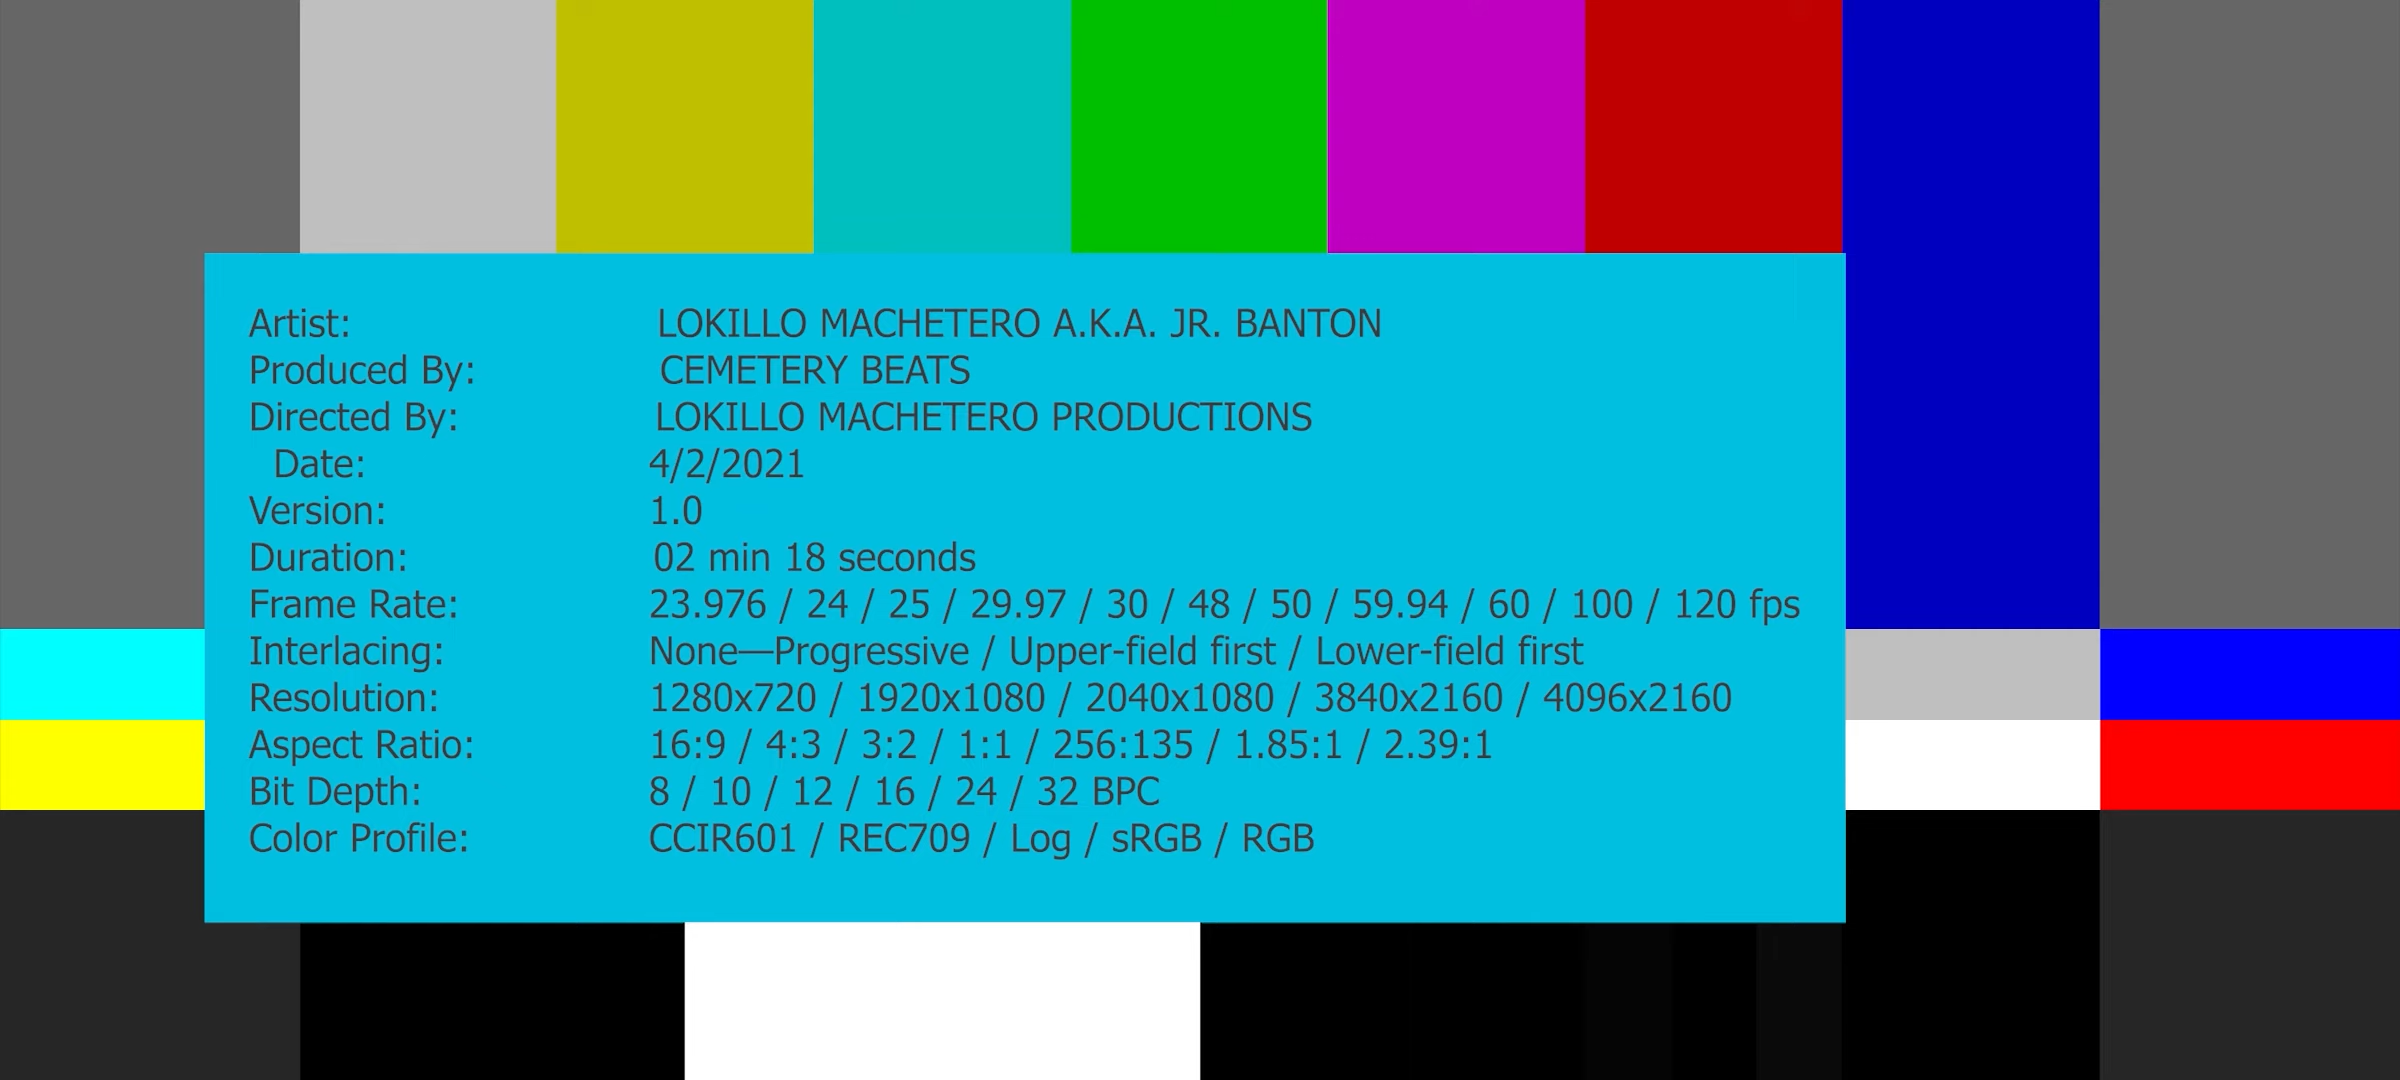 Artist: LOKILLO MACHETERO A.K.A. JR. BANTON
Produced By: CEMETERY BEATS
Directed By: LOKILLO MACHETERO PRODUCTIONS
Date: 4/2/2021
Version: 1.0
Duration: 02 min 18 seconds
Frame Rate: 23.976 / 24 / 25 / 29.97 / 30 / 48 / 50 / 59.94 / 60 / 100 / 120 fps
Interlacing: None—Progressive / Upper-field first / Lower-field first
Resolution: 1280x720 / 1920x1080 / 2040x1080 / 3840x2160 / 4096x2160
Aspect Ratio: 16:9 / 4:3 / 3:2 / 1:1 / 256:135 / 1.85:1 / 2.39:1
Bit Depth: 8 / 10 / 12 / 16 / 24 / 32 BPC
Color Profile: CCIR601 / REC709 / Log / sRGB / RGB